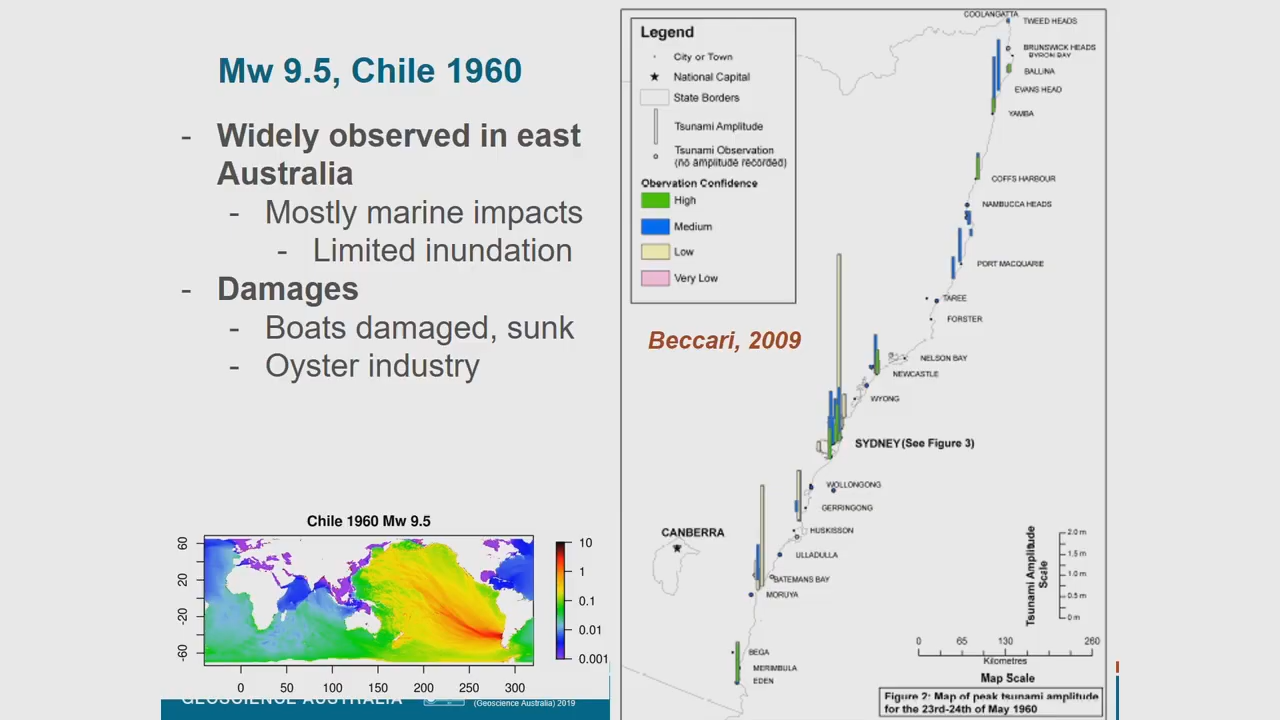 Mw 9.5, Chile 1960
- Widely observed in east
Australia
- Mostly marine impacts
- Limited inundation
- Damages
- Boats damaged, sunk
- Oyster industry
Chile 1960 Mw 9.5
60
20
-20
-60
0
50
100
150
200
250
300
10
1
0.1
0.01
0.001
GEOSCIENCE AUSTRALIA
(Geoscience Australia) 2019
Legend
City or Town
National Capital
State Borders
Tsunami Amplitude
Tsunami Observation
(no amplitude recorded)
Obervation Confidence
High
Medium
Low
Very Low
Beccari, 2009
COOLANGATTA
TWEED HEADS
BRUNSWICK HEADS
BYRON BAY
BALLINA
EVANS HEAD
YAMBA
COFFS HARBOUR
NAMBUCCA HEADS
PORT MACQUARIE
TAREE
FORSTER
NELSON BAY
NEWCASTLE
WYONG
SYDNEY (See Figure 3)
WOLLONGONG
GERRINGONG
HUSKISSON
CANBERRA
ULLADULLA
BATEMANS BAY
MORUYA
BEGA
MERIMBULA
EDEN
Tsunami Amplitude
Scale
2.0 m
1.5 m
1.0 m
0.5 m
0 m
0
65
130
260
Kilometres
Map Scale
Figure 2: Map of peak tsunami amplitude
for the 23rd-24th of May 1960